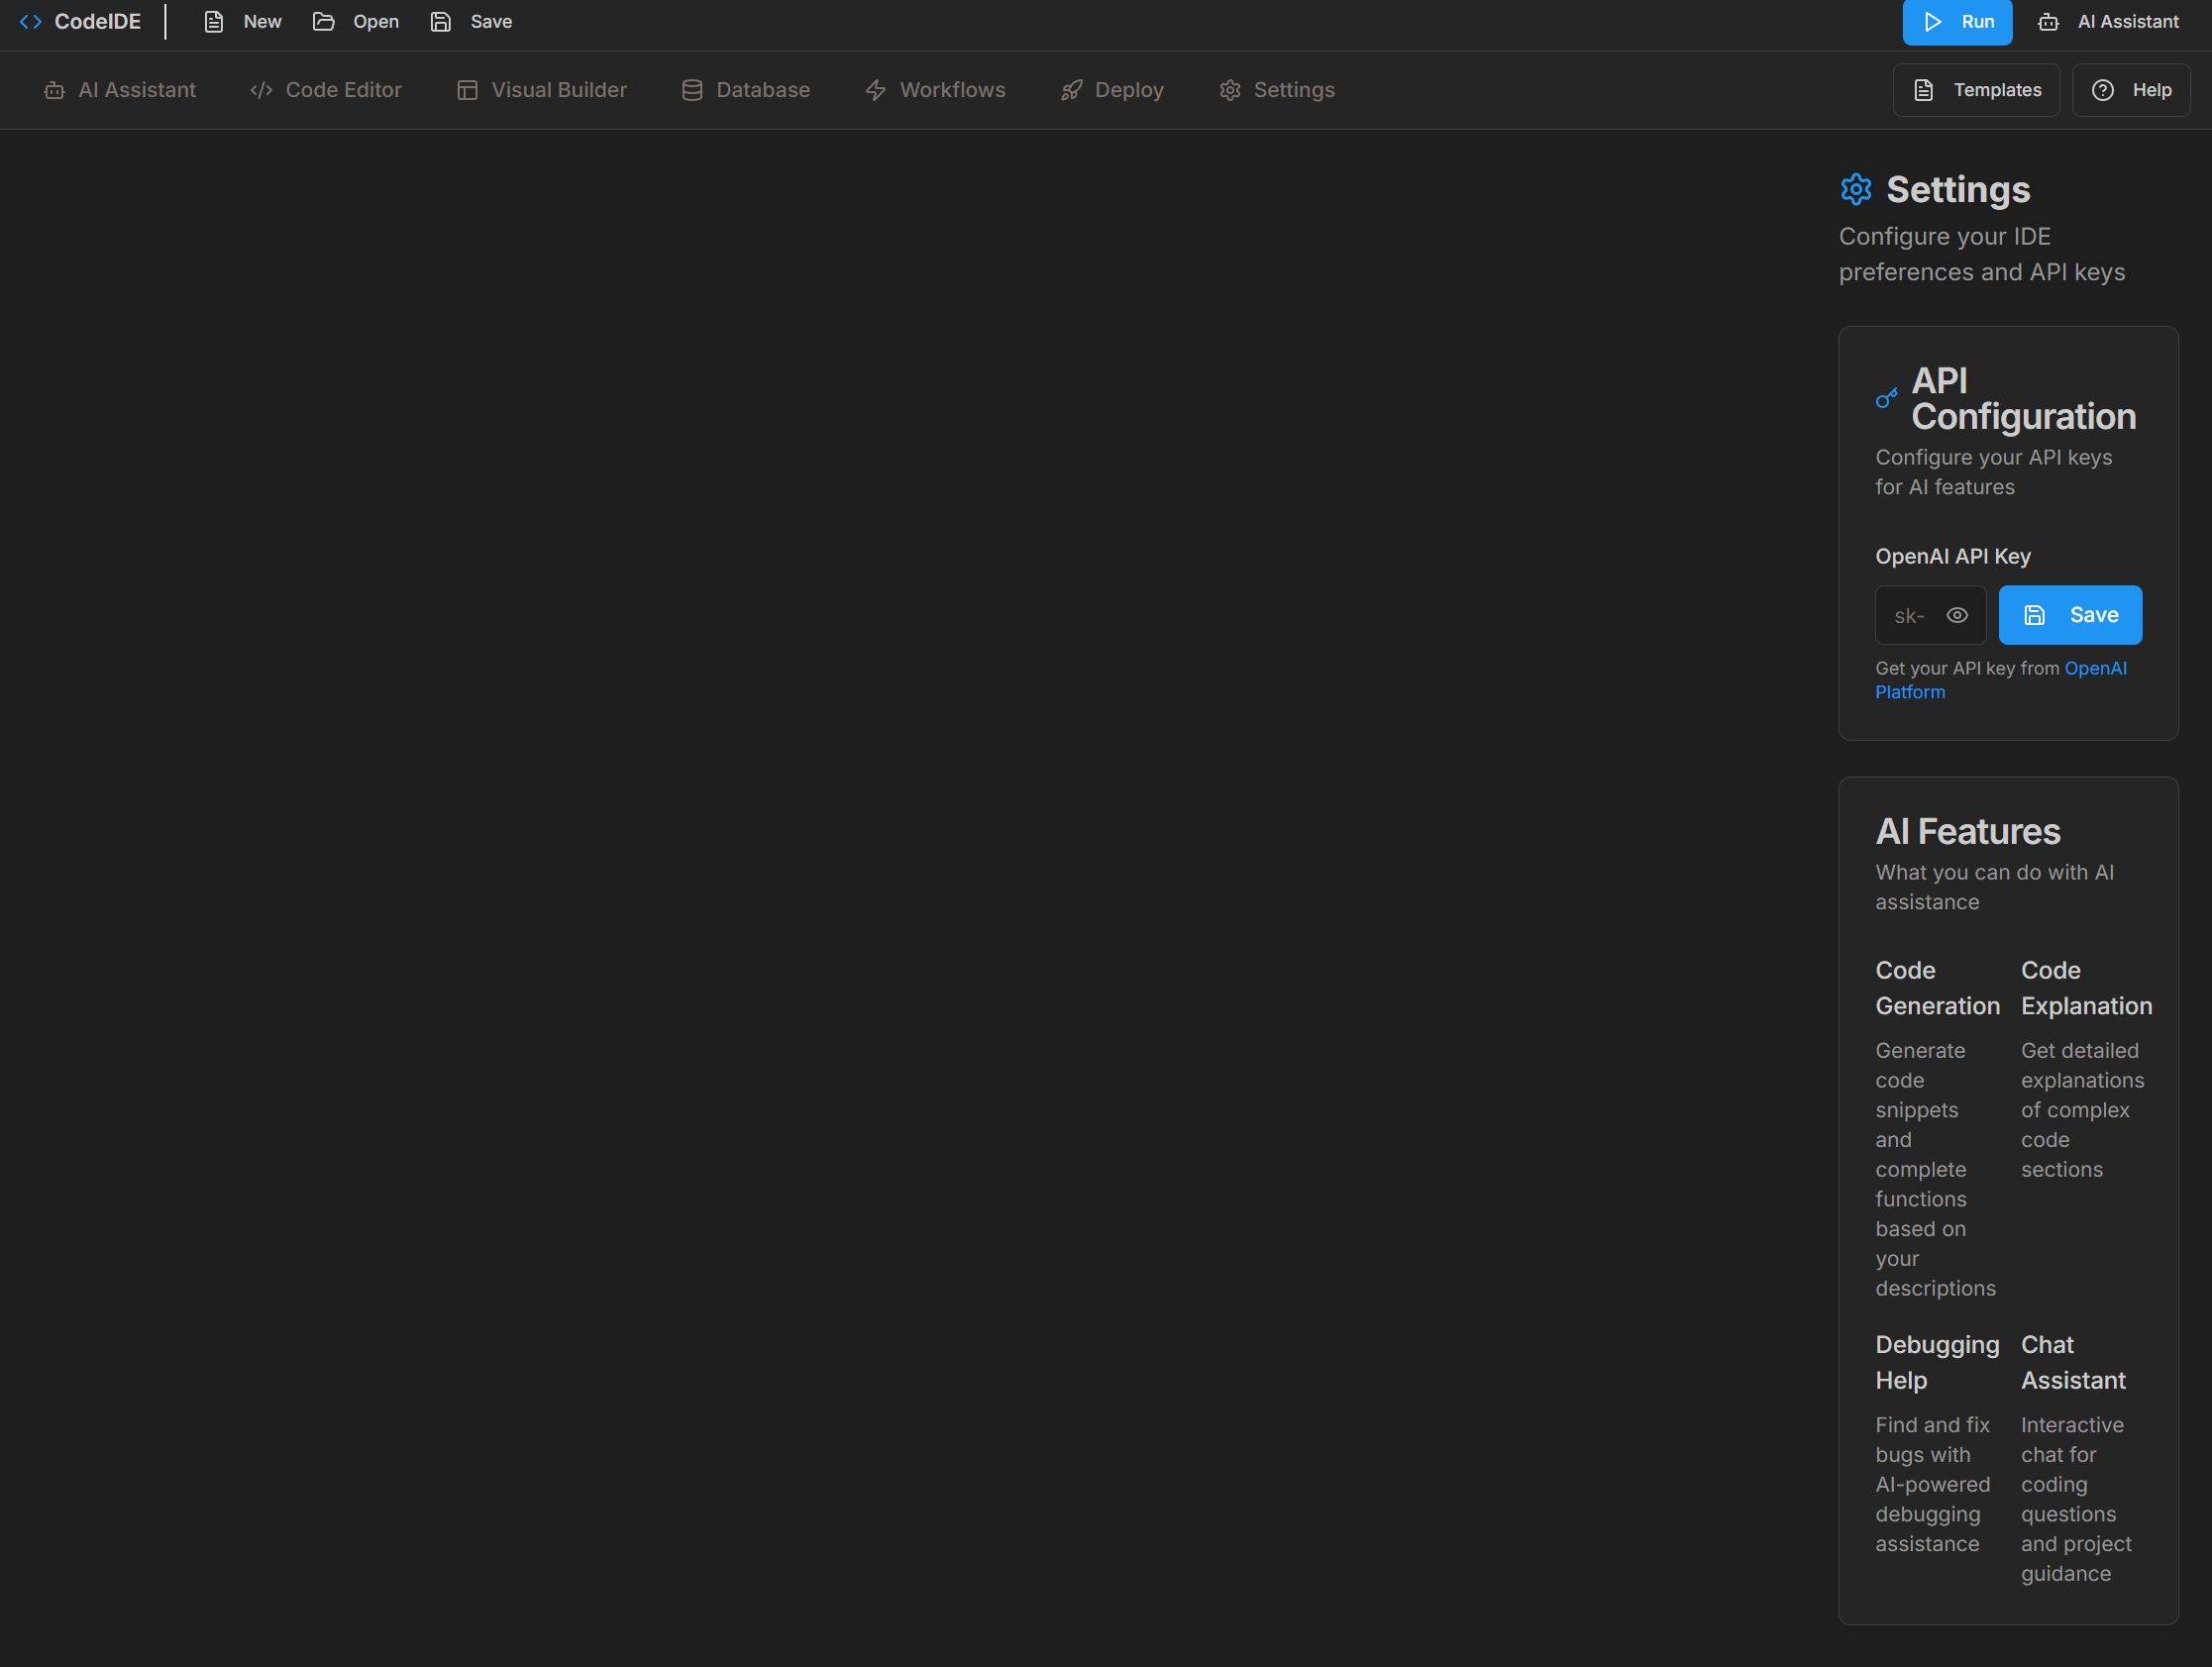 CodeIDE New Open Save Run AI Assistant
AI Assistant Code Editor Visual Builder Database Workflows Deploy Settings Templates Help
Settings
Configure your IDE
preferences and API keys
API
Configuration
Configure your API keys
for AI features
OpenAI API Key
sk- Save
Get your API key from OpenAI
Platform
AI Features
What you can do with AI
assistance
Code
Generation
Generate
code
snippets
and
complete
functions
based on
your
descriptions
Code
Explanation
Get detailed
explanations
of complex
code
sections
Debugging
Help
Find and fix
bugs with
AI-powered
debugging
assistance
Chat
Assistant
Interactive
chat for
coding
questions
and project
guidance